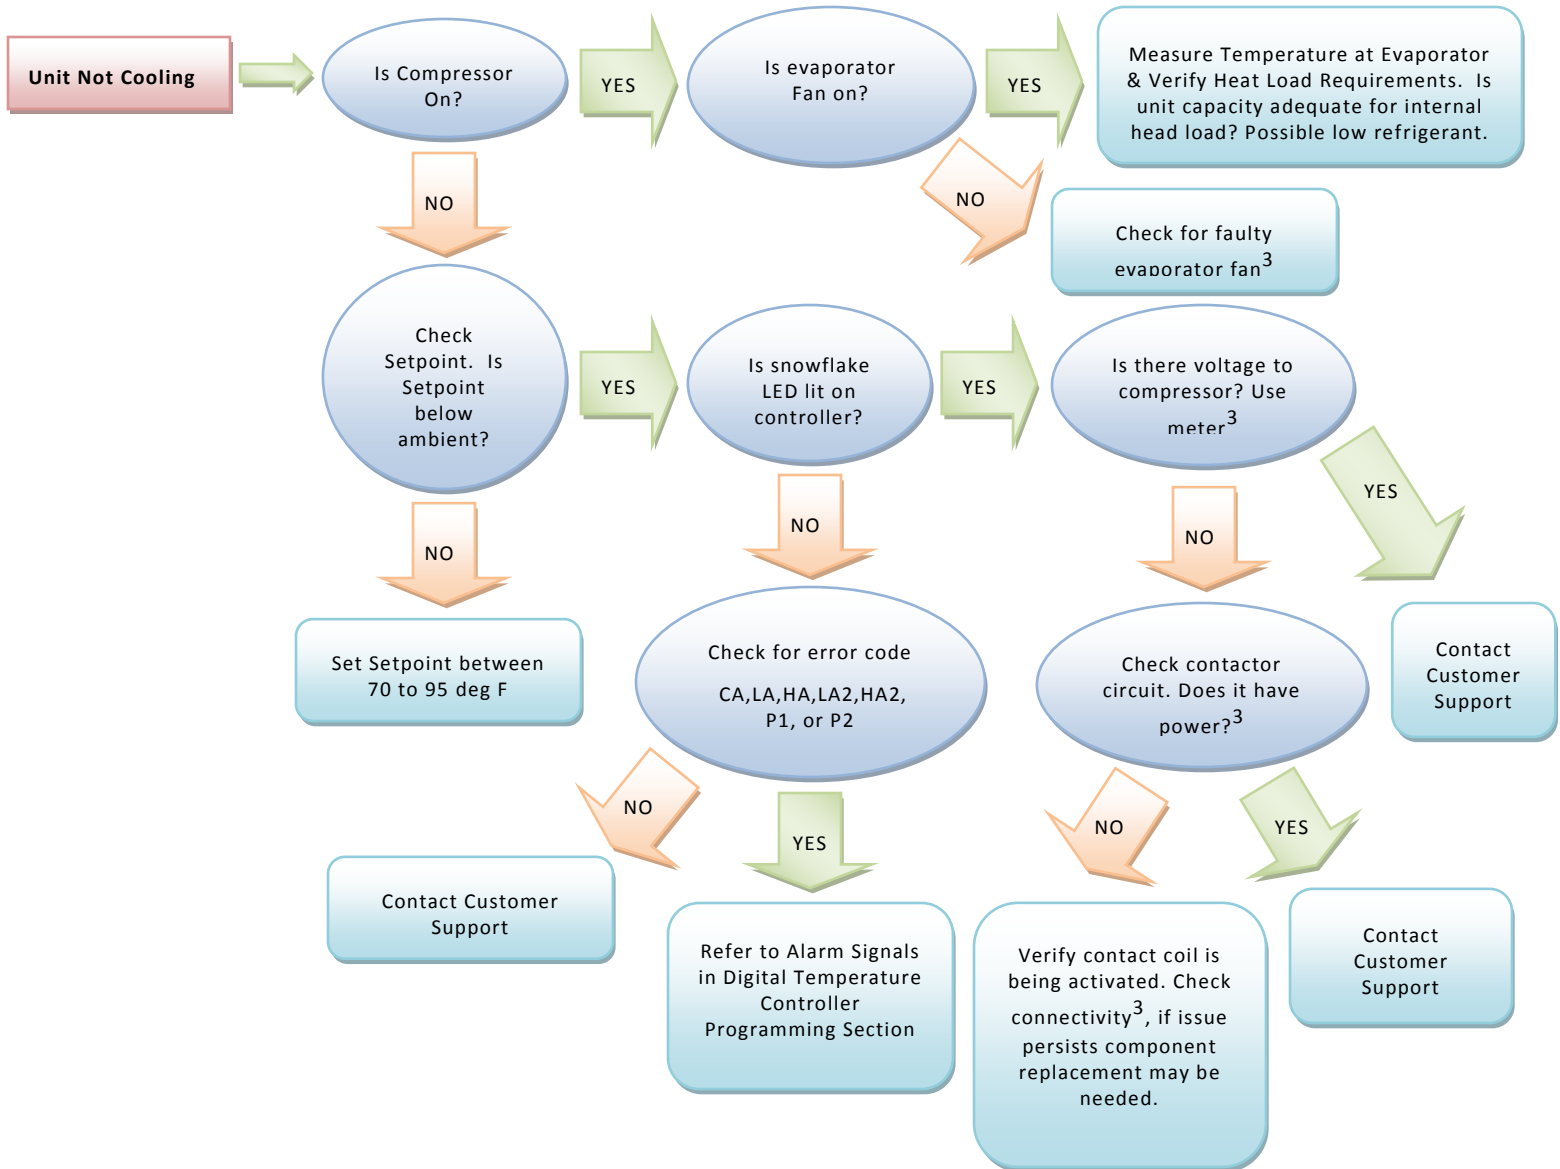 Unit Not Cooling
Is Compressor
On?
YES
Is evaporator
Fan on?
YES
Measure Temperature at Evaporator
& Verify Heat Load Requirements. Is
unit capacity adequate for internal
head load? Possible low refrigerant.
NO
NO
Check for faulty
evaporator fan3
Check
Setpoint. Is
Setpoint
below
ambient?
YES
Is snowflake
LED lit on
controller?
YES
Is there voltage to
compressor? Use
meter3
YES
NO
NO
NO
Set Setpoint between
70 to 95 deg F
Check for error code
CA,LA,HA,LA2,HA2,
P1, or P2
Check contactor
circuit. Does it have
power?3
Contact
Customer
Support
NO
YES
NO
YES
Contact Customer
Support
Refer to Alarm Signals
in Digital Temperature
Controller
Programming Section
Verify contact coil is
being activated. Check
connectivity3, if issue
persists component
replacement may be
needed.
Contact
Customer
Support